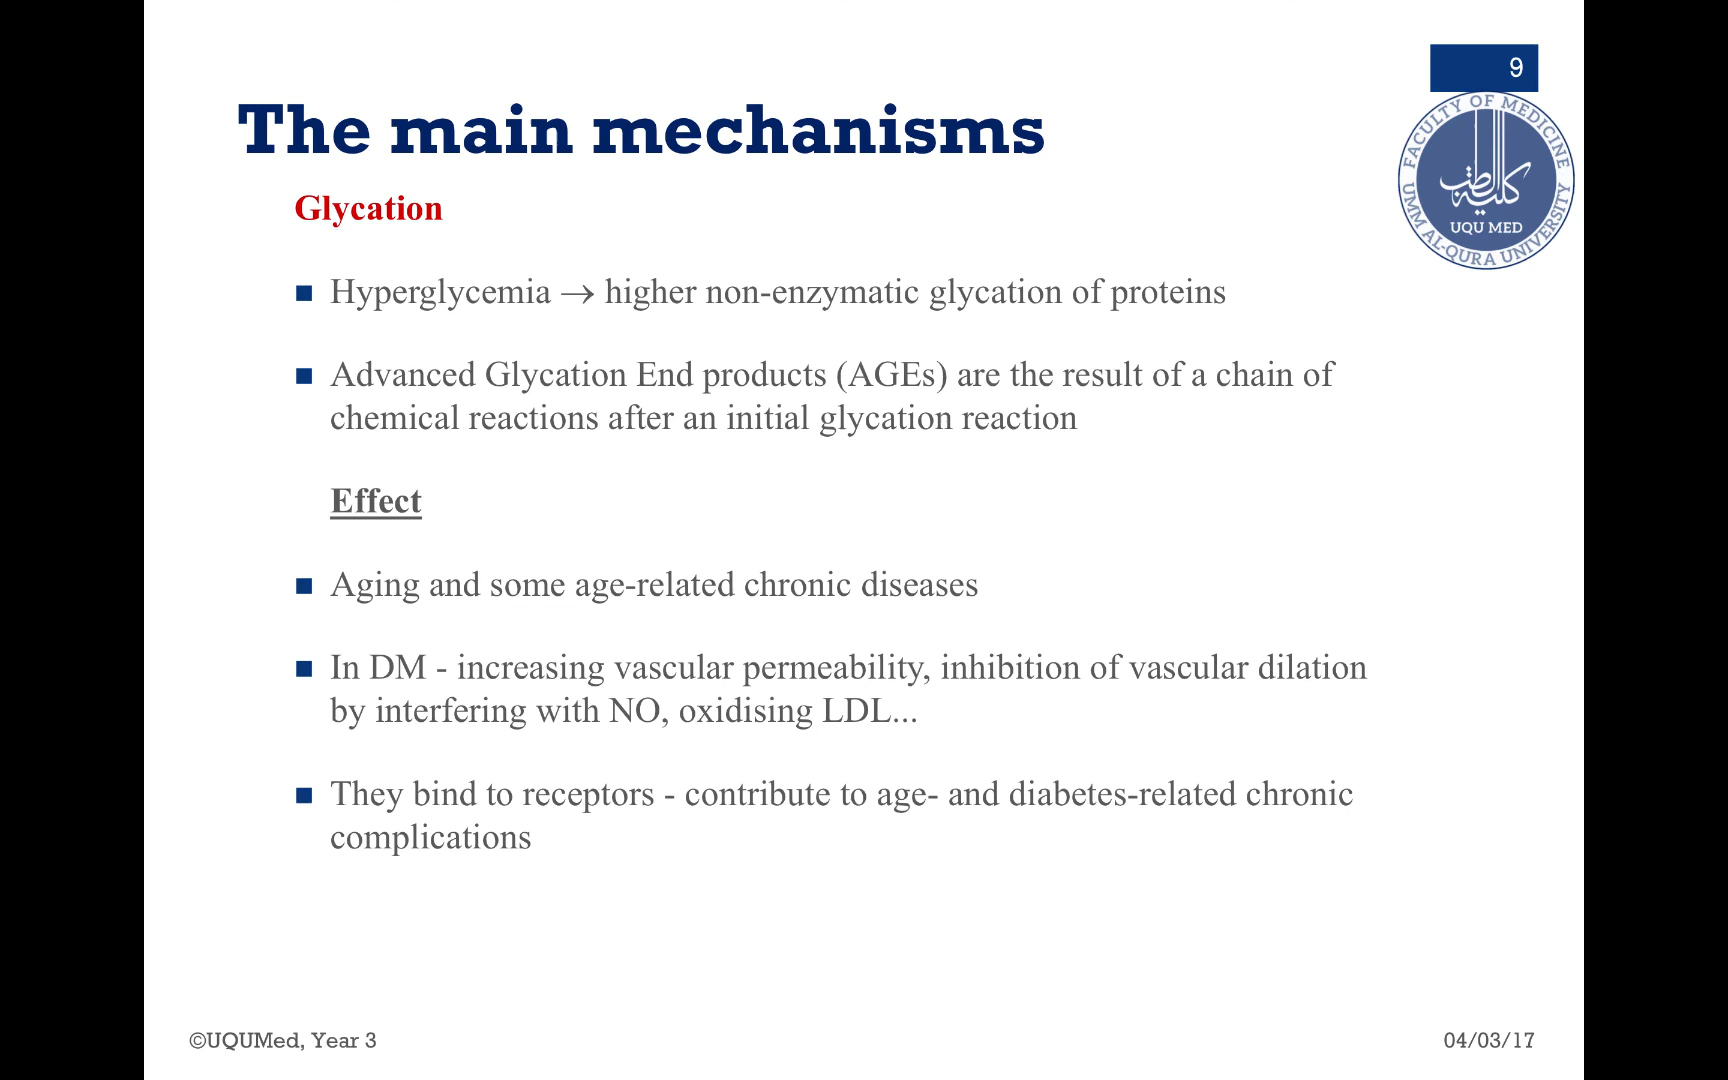 9
The main mechanisms
FACULTY OF MEDICINE
كلية الطب
UQU MED
UMM AL-QURA UNIVERSITY
Glycation
■ Hyperglycemia → higher non-enzymatic glycation of proteins
■ Advanced Glycation End products (AGEs) are the result of a chain of
chemical reactions after an initial glycation reaction
Effect
■ Aging and some age-related chronic diseases
■ In DM - increasing vascular permeability, inhibition of vascular dilation
by interfering with NO, oxidising LDL...
■ They bind to receptors - contribute to age- and diabetes-related chronic
complications
©UQUMed, Year 3
04/03/17